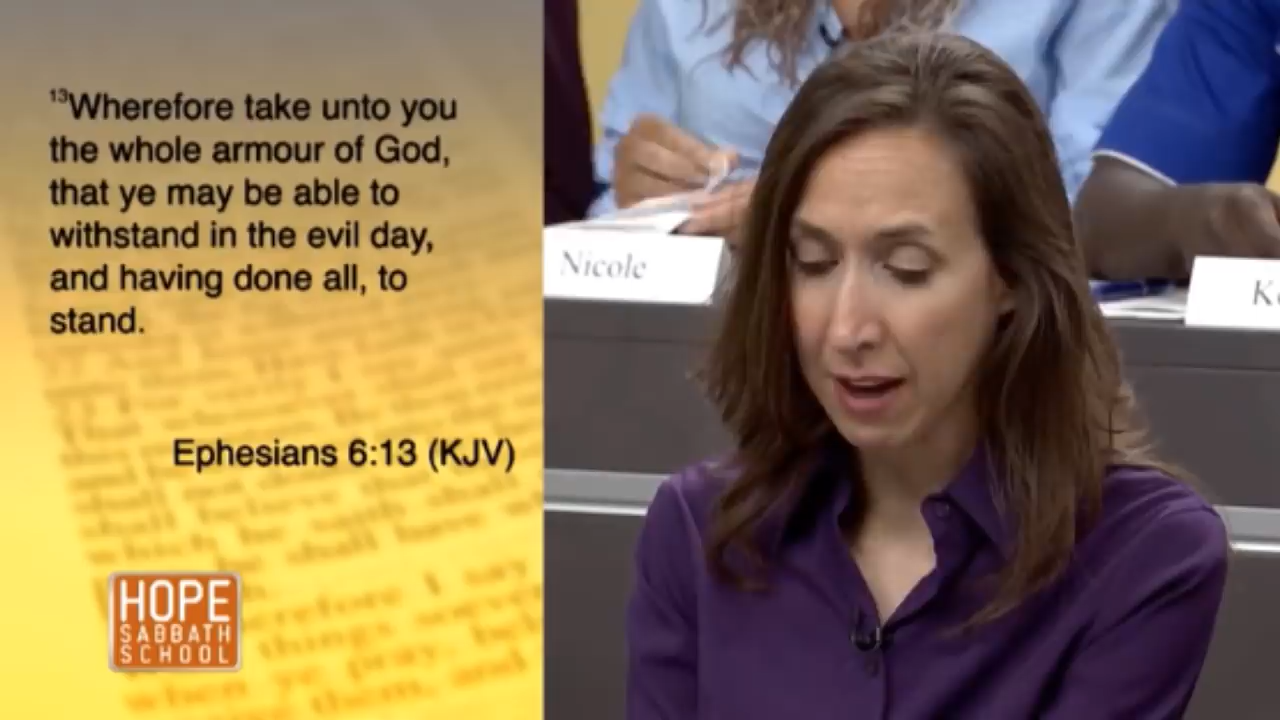 ¹³Wherefore take unto you
the whole armour of God,
that ye may be able to
withstand in the evil day,
and having done all, to
stand.
Ephesians 6:13 (KJV)
HOPE
SABBATH
SCHOOL
Nicole